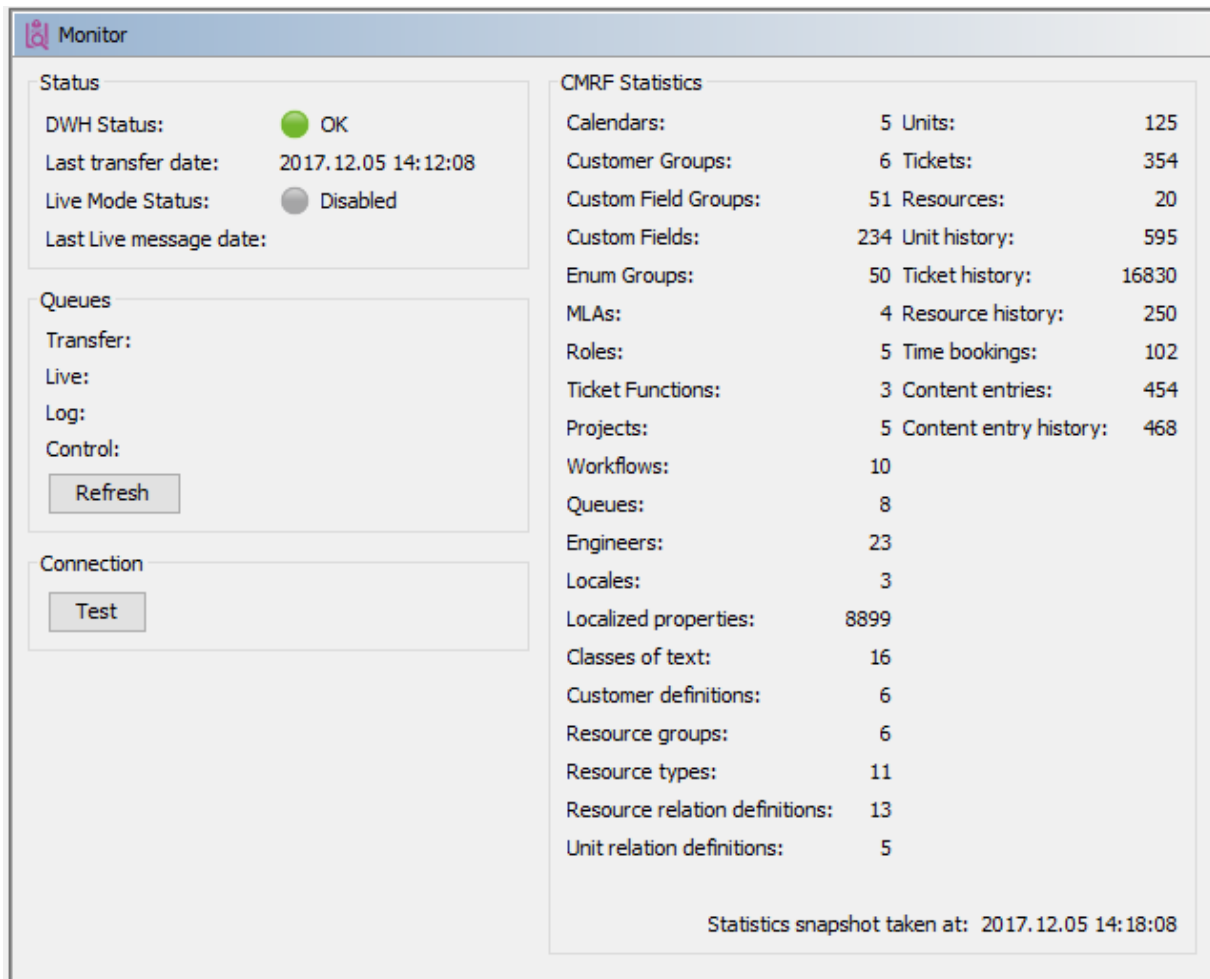 Monitor
Status
DWH Status: OK
Last transfer date: 2017.12.05 14:12:08
Live Mode Status: Disabled
Last Live message date:
Queues
Transfer:
Live:
Log:
Control:
Refresh
Connection
Test
CMRF Statistics
Calendars: 5 Units: 125
Customer Groups: 6 Tickets: 354
Custom Field Groups: 51 Resources: 20
Custom Fields: 234 Unit history: 595
Enum Groups: 50 Ticket history: 16830
MLAs: 4 Resource history: 250
Roles: 5 Time bookings: 102
Ticket Functions: 3 Content entries: 454
Projects: 5 Content entry history: 468
Workflows: 10
Queues: 8
Engineers: 23
Locales: 3
Localized properties: 8899
Classes of text: 16
Customer definitions: 6
Resource groups: 6
Resource types: 11
Resource relation definitions: 13
Unit relation definitions: 5
Statistics snapshot taken at: 2017.12.05 14:18:08